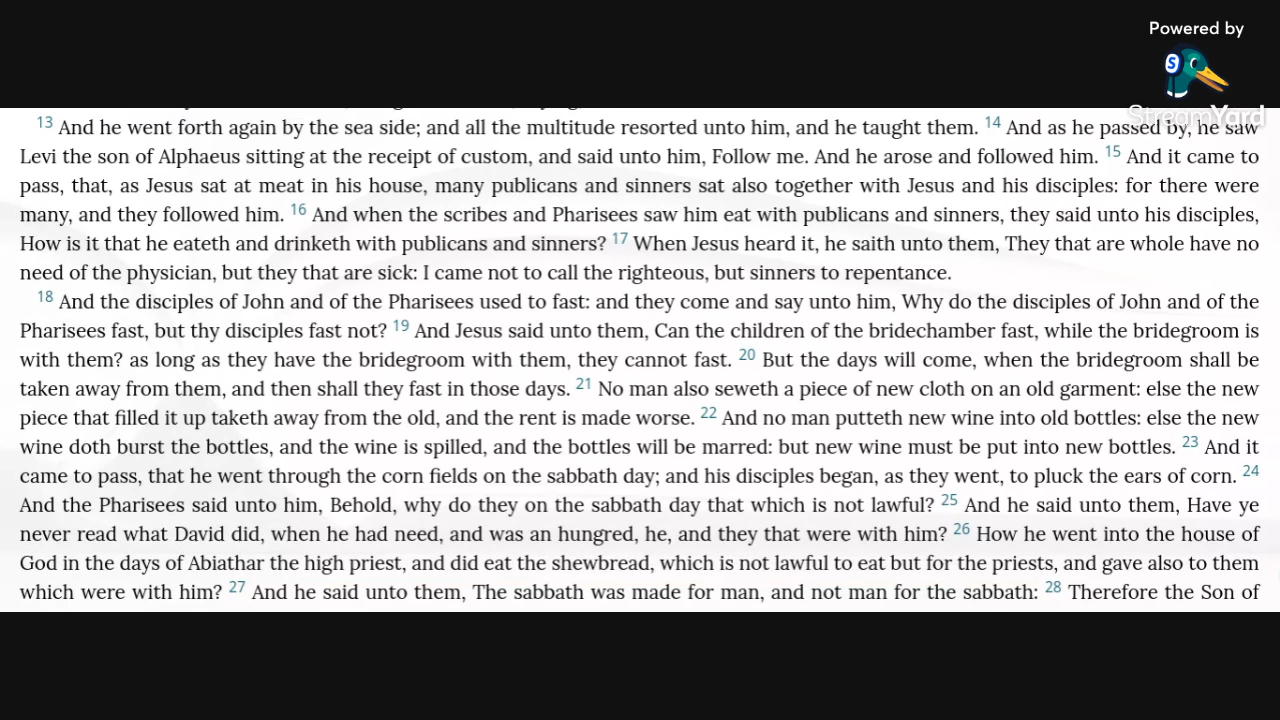 Powered by
S
StreamYard
13 And he went forth again by the sea side; and all the multitude resorted unto him, and he taught them. 14 And as he passed by, he saw
Levi the son of Alphaeus sitting at the receipt of custom, and said unto him, Follow me. And he arose and followed him. 15 And it came to
pass, that, as Jesus sat at meat in his house, many publicans and sinners sat also together with Jesus and his disciples: for there were
many, and they followed him. 16 And when the scribes and Pharisees saw him eat with publicans and sinners, they said unto his disciples,
How is it that he eateth and drinketh with publicans and sinners? 17 When Jesus heard it, he saith unto them, They that are whole have no
need of the physician, but they that are sick: I came not to call the righteous, but sinners to repentance.
18 And the disciples of John and of the Pharisees used to fast: and they come and say unto him, Why do the disciples of John and of the
Pharisees fast, but thy disciples fast not? 19 And Jesus said unto them, Can the children of the bridechamber fast, while the bridegroom is
with them? as long as they have the bridegroom with them, they cannot fast. 20 But the days will come, when the bridegroom shall be
taken away from them, and then shall they fast in those days. 21 No man also seweth a piece of new cloth on an old garment: else the new
piece that filled it up taketh away from the old, and the rent is made worse. 22 And no man putteth new wine into old bottles: else the new
wine doth burst the bottles, and the wine is spilled, and the bottles will be marred: but new wine must be put into new bottles. 23 And it
came to pass, that he went through the corn fields on the sabbath day; and his disciples began, as they went, to pluck the ears of corn. 24
And the Pharisees said unto him, Behold, why do they on the sabbath day that which is not lawful? 25 And he said unto them, Have ye
never read what David did, when he had need, and was an hungred, he, and they that were with him? 26 How he went into the house of
God in the days of Abiathar the high priest, and did eat the shewbread, which is not lawful to eat but for the priests, and gave also to them
which were with him? 27 And he said unto them, The sabbath was made for man, and not man for the sabbath: 28 Therefore the Son of